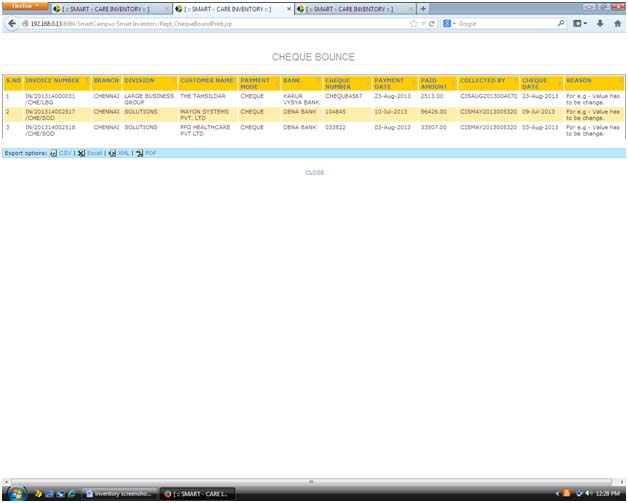 Firefox
[ :: SMART - CARE INVENTORY :: ] × [ :: SMART - CARE INVENTORY :: ] × [ :: SMART - CARE INVENTORY :: ] × +
192.168.0.13:8080/SmartCampus/Smart Inventory/Rept_ChequeBoundPrint.jsp
Google
CHEQUE BOUNCE
S.NO INVOICE NUMBER BRANCH DIVISION CUSTOMER NAME PAYMENT MODE BANK CHEQUE NUMBER PAYMENT DATE PAID AMOUNT COLLECTED BY CHEQUE DATE REASON
1 IN/201314000031 /CHE/LBG CHENNAI LARGE BUSINESS GROUP THE TAHSILDAR CHEQUE KARUR VYSYA BANK CHEQUE4567 23-Aug-2013 2513.00 CISAUG2013004070 23-Aug-2013 For e.g - Value has to be change.
2 IN/201314002517 /CHE/SOD CHENNAI SOLUTIONS MAYON SYSTEMS PVT. LTD CHEQUE DENA BANK 104845 10-Jul-2013 56426.00 CISMAY2013005320 09-Jul-2013 For e.g - Value has to be change.
3 IN/201314002518 /CHE/SOD CHENNAI SOLUTIONS FPG HEALTHCARE PVT LTD CHEQUE DENA BANK 033822 03-Aug-2013 33507.00 CISMAY2013005320 03-Aug-2013 For e.g - Value has to be change.
Export options: CSV | Excel | XML | PDF
CLOSE
inventory screensho...
[ :: SMART - CARE I...
12:28 PM